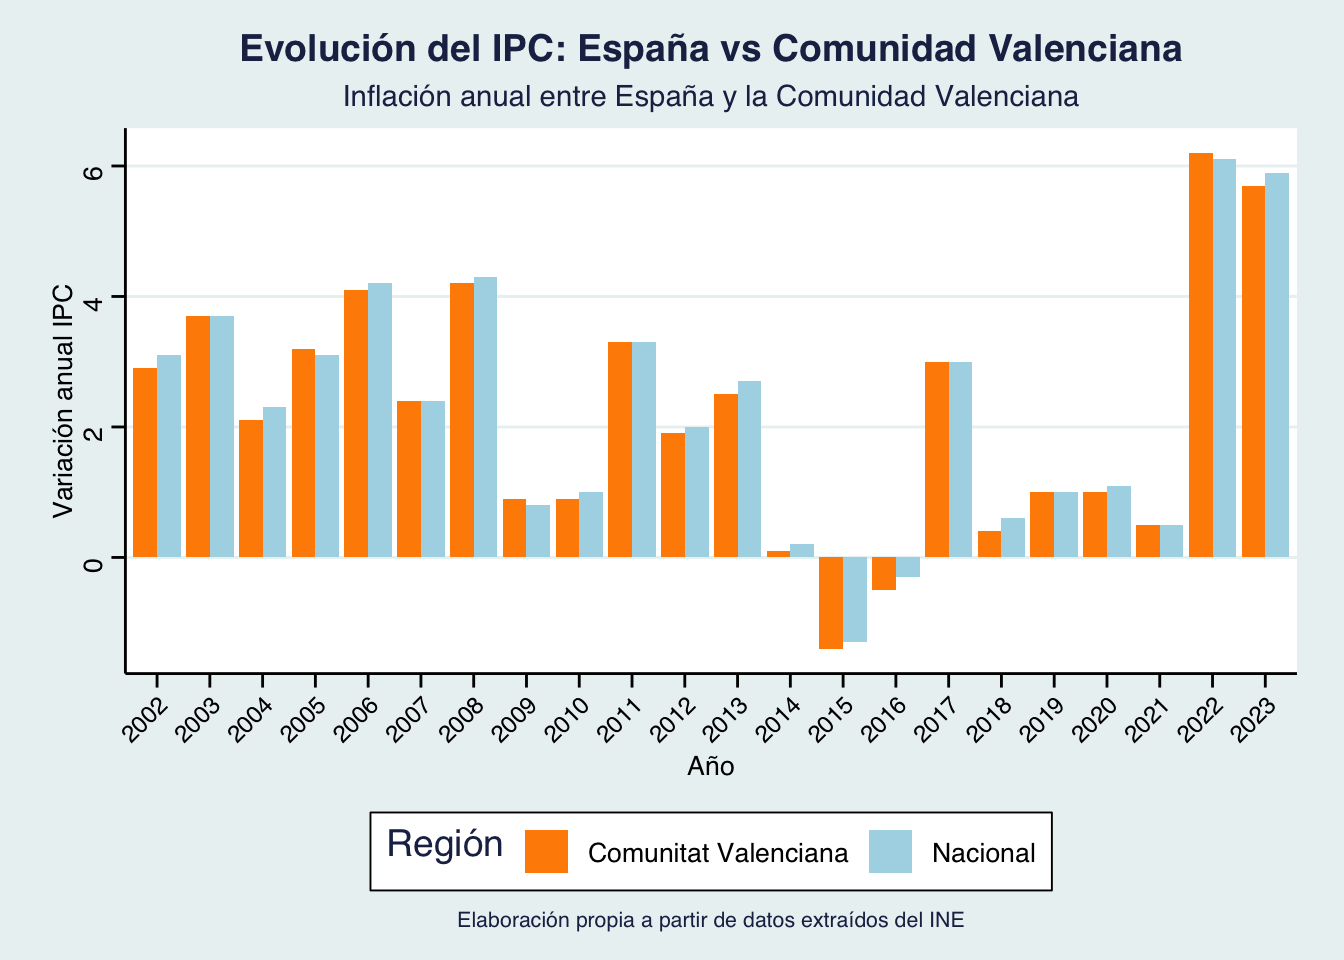 Evolución del IPC: España vs Comunidad Valenciana
Inflación anual entre España y la Comunidad Valenciana
Variación anual IPC
6
4
2
0
2002 2003 2004 2005 2006 2007 2008 2009 2010 2011 2012 2013 2014 2015 2016 2017 2018 2019 2020 2021 2022 2023
Año
Región Comunitat Valenciana Nacional
Elaboración propia a partir de datos extraídos del INE